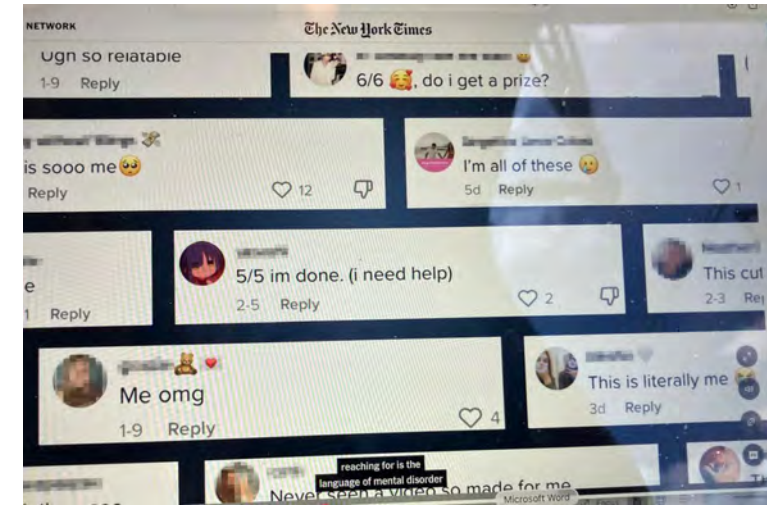 NETWORK
The New York Times
Ugh so relatable
1-9 Reply
6/6 🥰, do i get a prize?
is sooo me🥺
Reply
12
I'm all of these 🥲
5d Reply
1
e
1 Reply
5/5 im done. (i need help)
2-5 Reply
2
This cut
2-3 Rep
Me omg
1-9 Reply
4
This is literally me
3d Reply
reaching for is the
language of mental disorder
Never seen a video so made for me
Microsoft Word